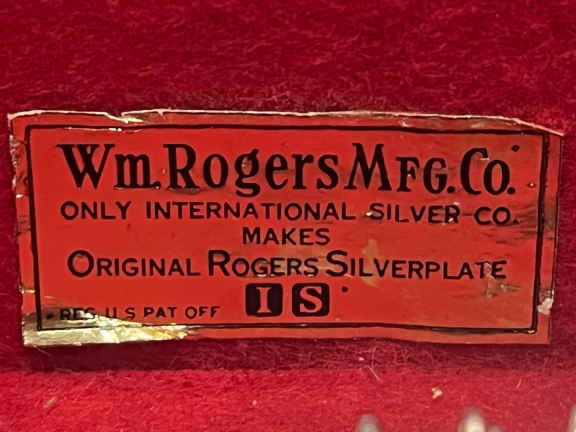 Wm. Rogers MFG. Co.
ONLY INTERNATIONAL SILVER CO.
MAKES
ORIGINAL ROGERS SILVERPLATE
REG. U S PAT OFF IS